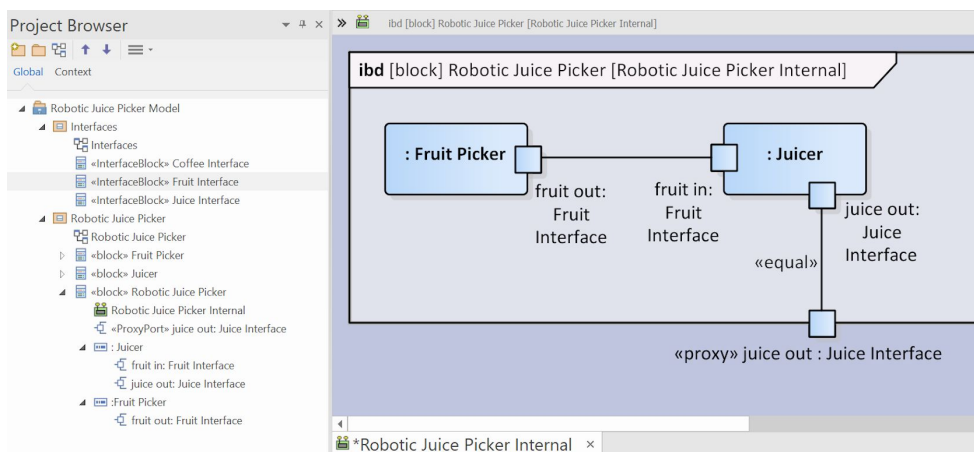 Project Browser
Global Context
Robotic Juice Picker Model
Interfaces
Interfaces
«InterfaceBlock» Coffee Interface
«InterfaceBlock» Fruit Interface
«InterfaceBlock» Juice Interface
Robotic Juice Picker
Robotic Juice Picker
«block» Fruit Picker
«block» Juicer
«block» Robotic Juice Picker
Robotic Juice Picker Internal
«ProxyPort» juice out: Juice Interface
: Juicer
fruit in: Fruit Interface
juice out: Juice Interface
:Fruit Picker
fruit out: Fruit Interface
ibd [block] Robotic Juice Picker [Robotic Juice Picker Internal]
ibd [block] Robotic Juice Picker [Robotic Juice Picker Internal]
: Fruit Picker
: Juicer
fruit out:
Fruit
Interface
fruit in:
Fruit
Interface
juice out:
Juice
Interface
«equal»
«proxy» juice out : Juice Interface
*Robotic Juice Picker Internal ×